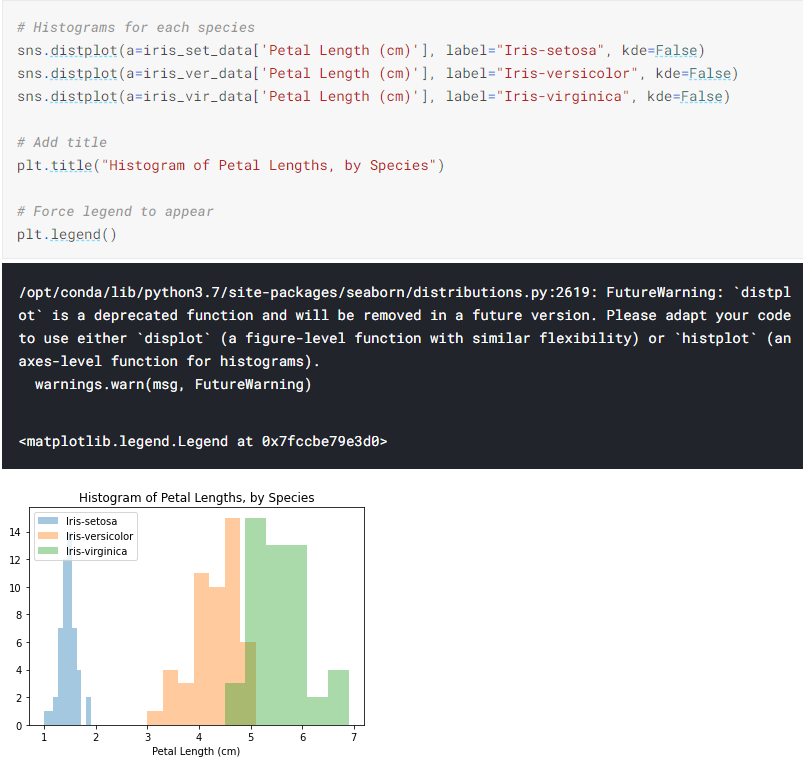 # Histograms for each species
sns.distplot(a=iris_set_data['Petal Length (cm)'], label="Iris-setosa", kde=False)
sns.distplot(a=iris_ver_data['Petal Length (cm)'], label="Iris-versicolor", kde=False)
sns.distplot(a=iris_vir_data['Petal Length (cm)'], label="Iris-virginica", kde=False)
# Add title
plt.title("Histogram of Petal Lengths, by Species")
# Force legend to appear
plt.legend()
/opt/conda/lib/python3.7/site-packages/seaborn/distributions.py:2619: FutureWarning: `distpl
ot` is a deprecated function and will be removed in a future version. Please adapt your code
to use either `displot` (a figure-level function with similar flexibility) or `histplot` (an
axes-level function for histograms).
warnings.warn(msg, FutureWarning)
<matplotlib.legend.Legend at 0x7fccbe79e3d0>
Histogram of Petal Lengths, by Species
Iris-setosa
Iris-versicolor
Iris-virginica
14
12
10
8
6
4
2
0
1 2 3 4 5 6 7
Petal Length (cm)